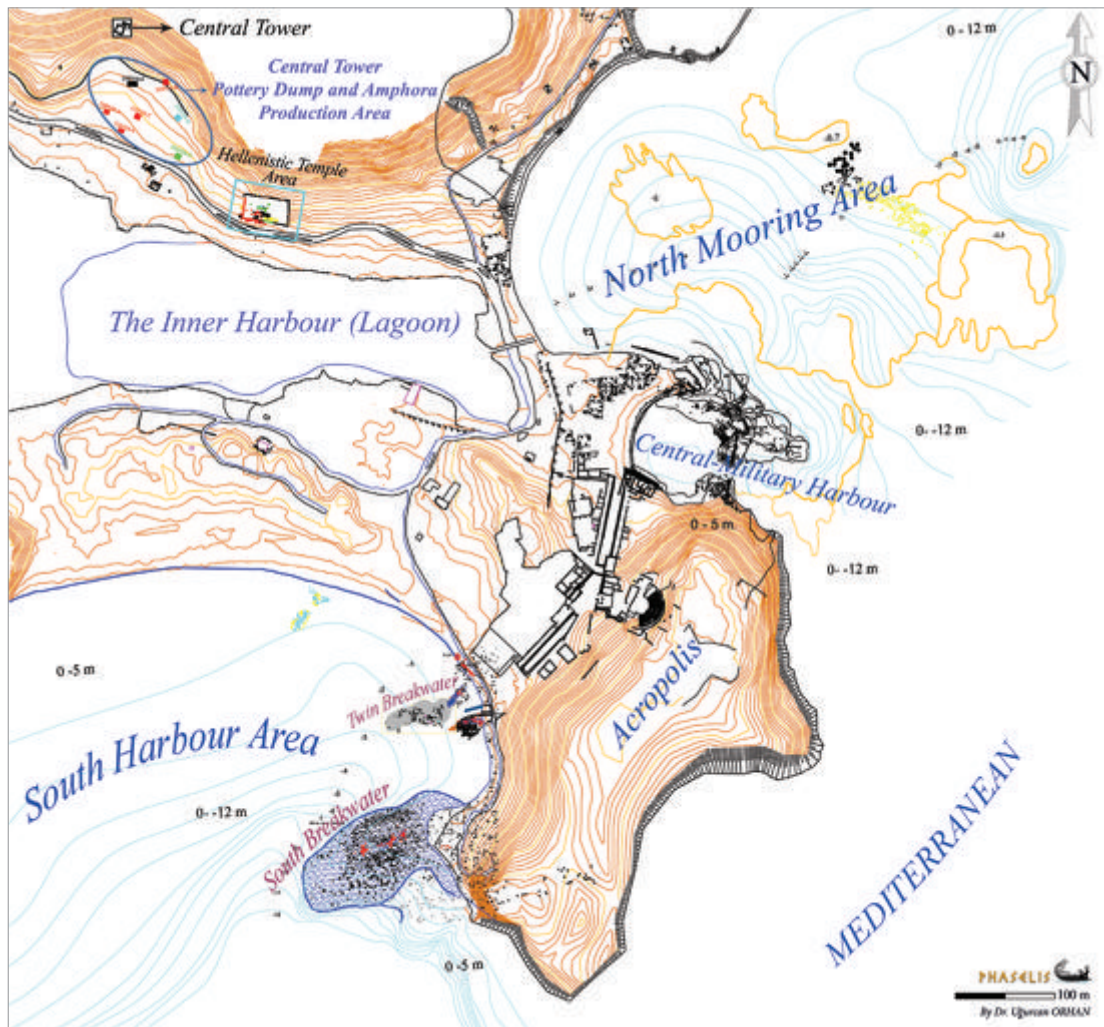 Central Tower
0 - 12 m
Central Tower
Pottery Dump and Amphora
Production Area
N
Hellenistic Temple
Area
North Mooring Area
The Inner Harbour (Lagoon)
0- -12 m
Central-Military Harbour
0 - 5 m
0- -12 m
Acropolis
0 -5 m
Twin Breakwater
South Harbour Area
0- -12 m
South Breakwater
MEDITERRANEAN
0 -5 m
PHASELIS
100 m
By Dr. Uğurcan ORHAN